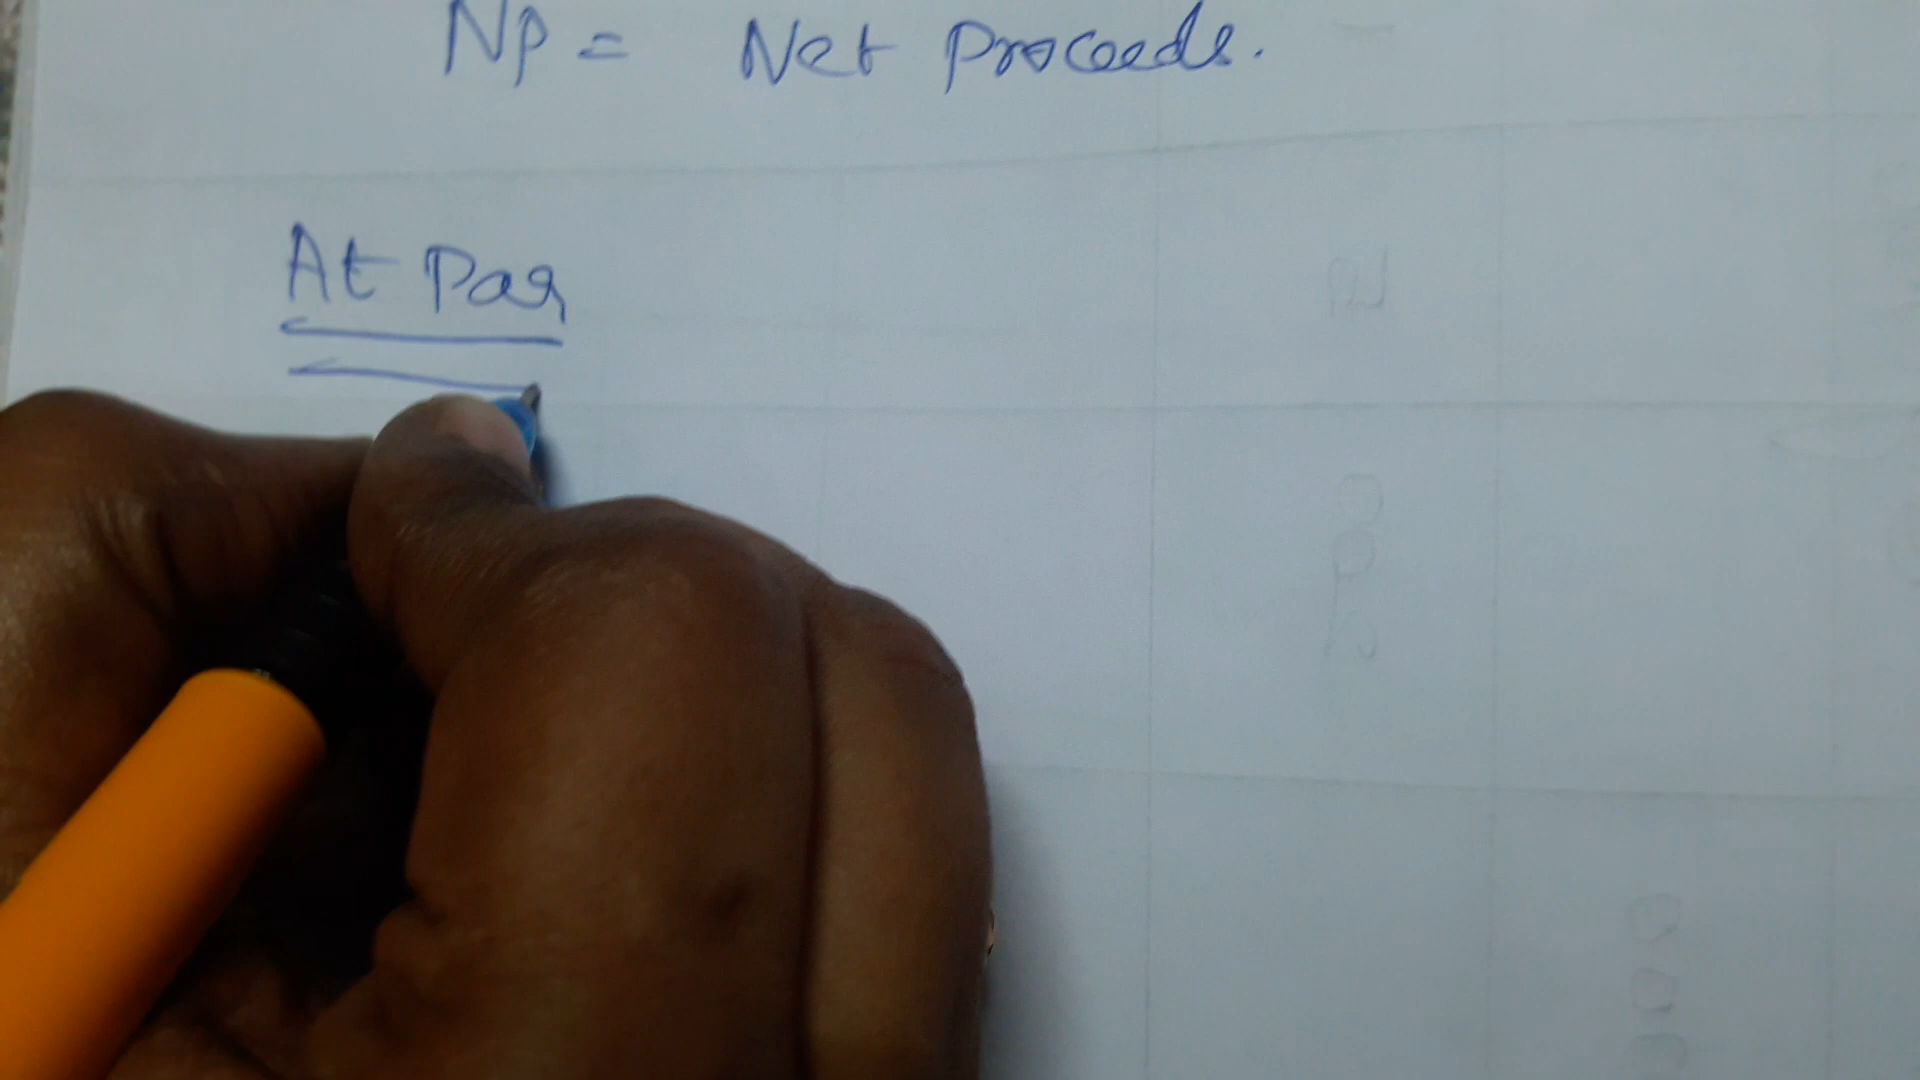 Np = Net Proceeds.
At Par